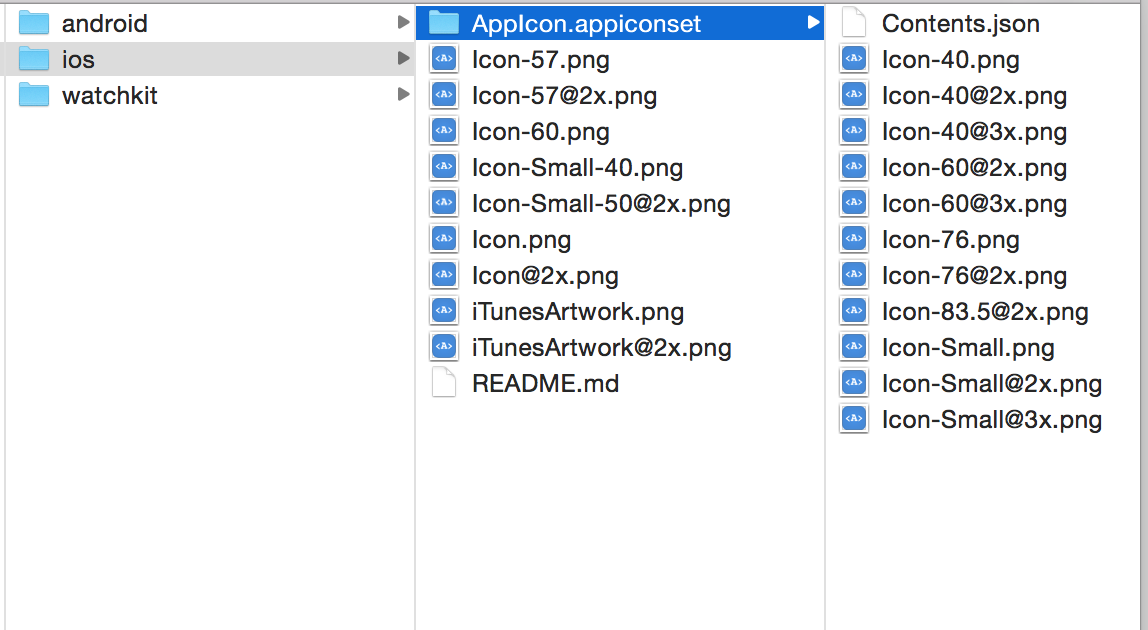 android
ios
watchkit
AppIcon.appiconset
Icon-57.png
Icon-57@2x.png
Icon-60.png
Icon-Small-40.png
Icon-Small-50@2x.png
Icon.png
Icon@2x.png
iTunesArtwork.png
iTunesArtwork@2x.png
README.md
Contents.json
Icon-40.png
Icon-40@2x.png
Icon-40@3x.png
Icon-60@2x.png
Icon-60@3x.png
Icon-76.png
Icon-76@2x.png
Icon-83.5@2x.png
Icon-Small.png
Icon-Small@2x.png
Icon-Small@3x.png